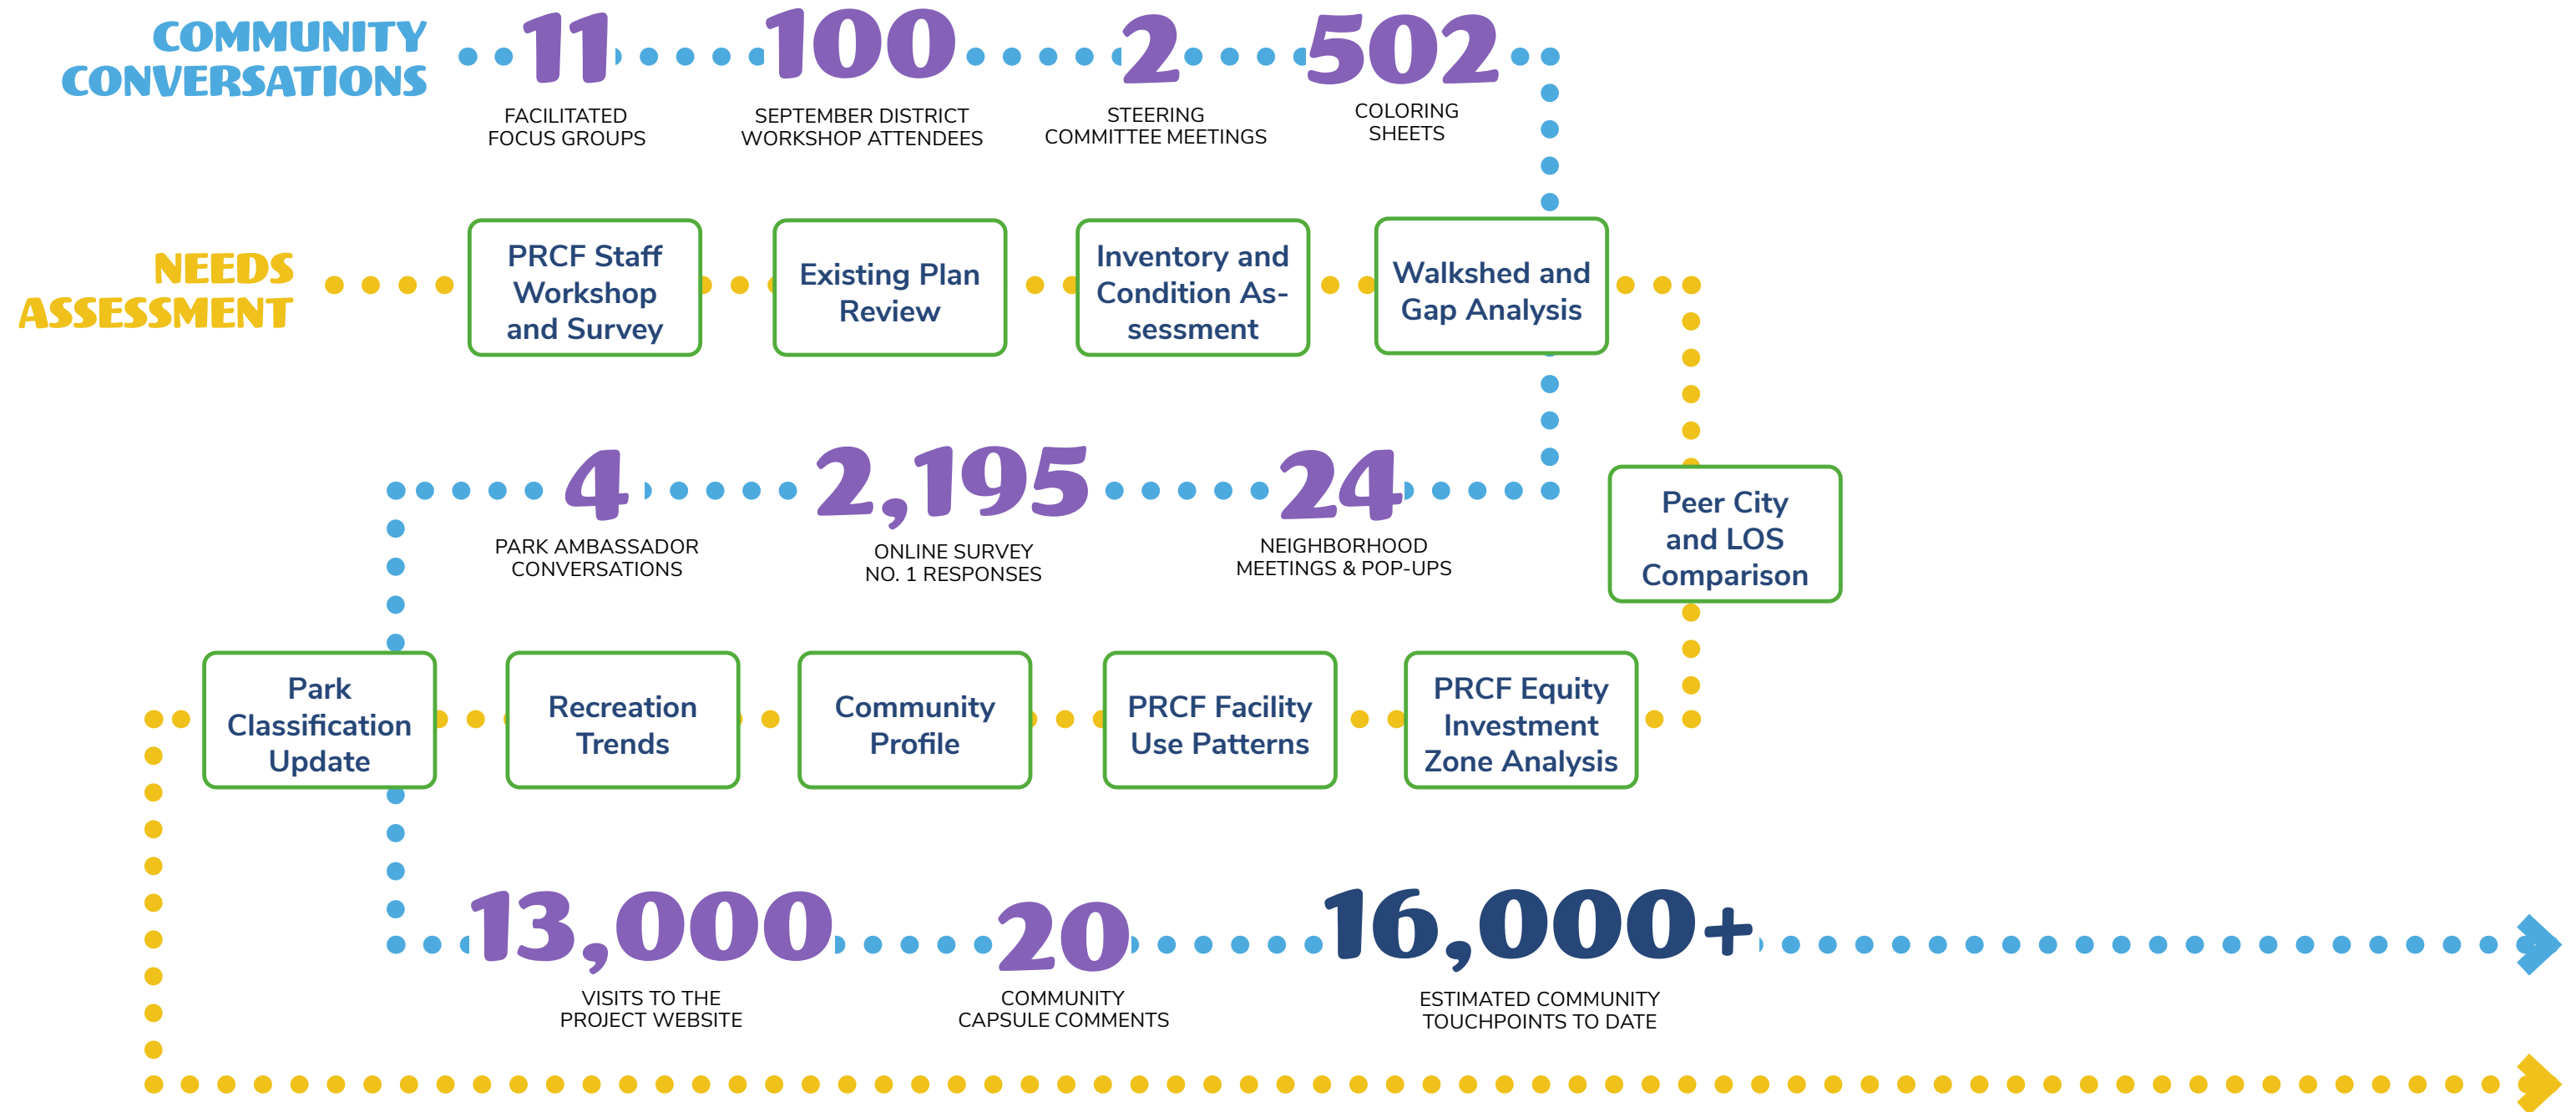 COMMUNITY
CONVERSATIONS
11
FACILITATED
FOCUS GROUPS
100
SEPTEMBER DISTRICT
WORKSHOP ATTENDEES
2
STEERING
COMMITTEE MEETINGS
502
COLORING
SHEETS
NEEDS
ASSESSMENT
PRCF Staff
Workshop
and Survey
Existing Plan
Review
Inventory and
Condition As-
sessment
Walkshed and
Gap Analysis
4
PARK AMBASSADOR
CONVERSATIONS
2,195
ONLINE SURVEY
NO. 1 RESPONSES
24
NEIGHBORHOOD
MEETINGS & POP-UPS
Peer City
and LOS
Comparison
Park
Classification
Update
Recreation
Trends
Community
Profile
PRCF Facility
Use Patterns
PRCF Equity
Investment
Zone Analysis
13,000
VISITS TO THE
PROJECT WEBSITE
20
COMMUNITY
CAPSULE COMMENTS
16,000+
ESTIMATED COMMUNITY
TOUCHPOINTS TO DATE